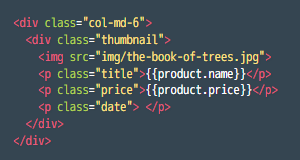 <div class="col-md-6">
<div class="thumbnail">
<img src="img/the-book-of-trees.jpg">
<p class="title">{{product.name}}</p>
<p class="price">{{product.price}}</p>
<p class="date"> </p>
</div>
</div>